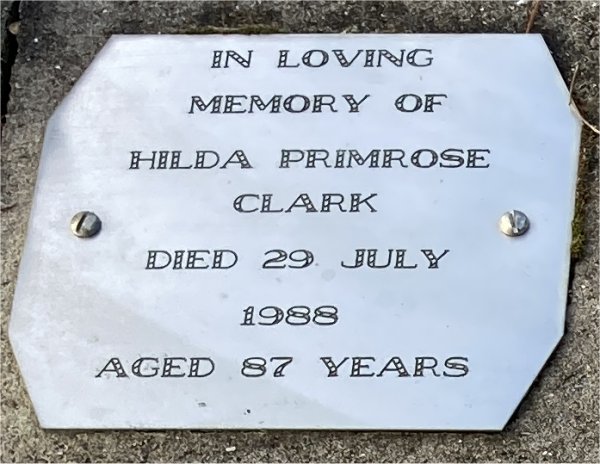 IN LOVING
MEMORY OF
HILDA PRIMROSE
CLARK
DIED 29 JULY
1988
AGED 87 YEARS